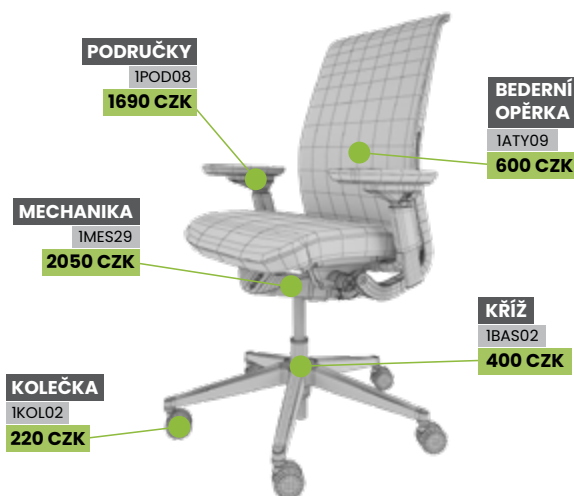 PODRUČKY
1POD08
1690 CZK
BEDERNÍ
OPĚRKA
1ATY09
600 CZK
MECHANIKA
1MES29
2050 CZK
KŘÍŽ
1BAS02
400 CZK
KOLEČKA
1KOL02
220 CZK